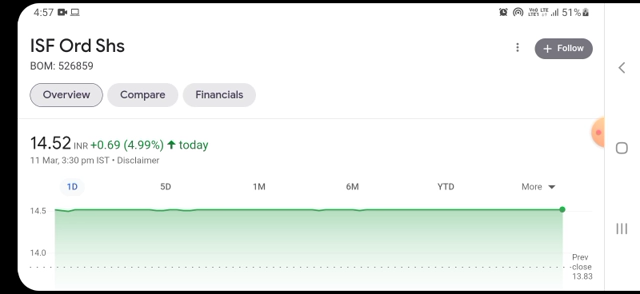 4:57 51%
ISF Ord Shs
BOM: 526859
+ Follow
Overview Compare Financials
14.52 INR +0.69 (4.99%) ↑ today
11 Mar, 3:30 pm IST • Disclaimer
1D 5D 1M 6M YTD More
14.5
14.0
Prev
close
13.83